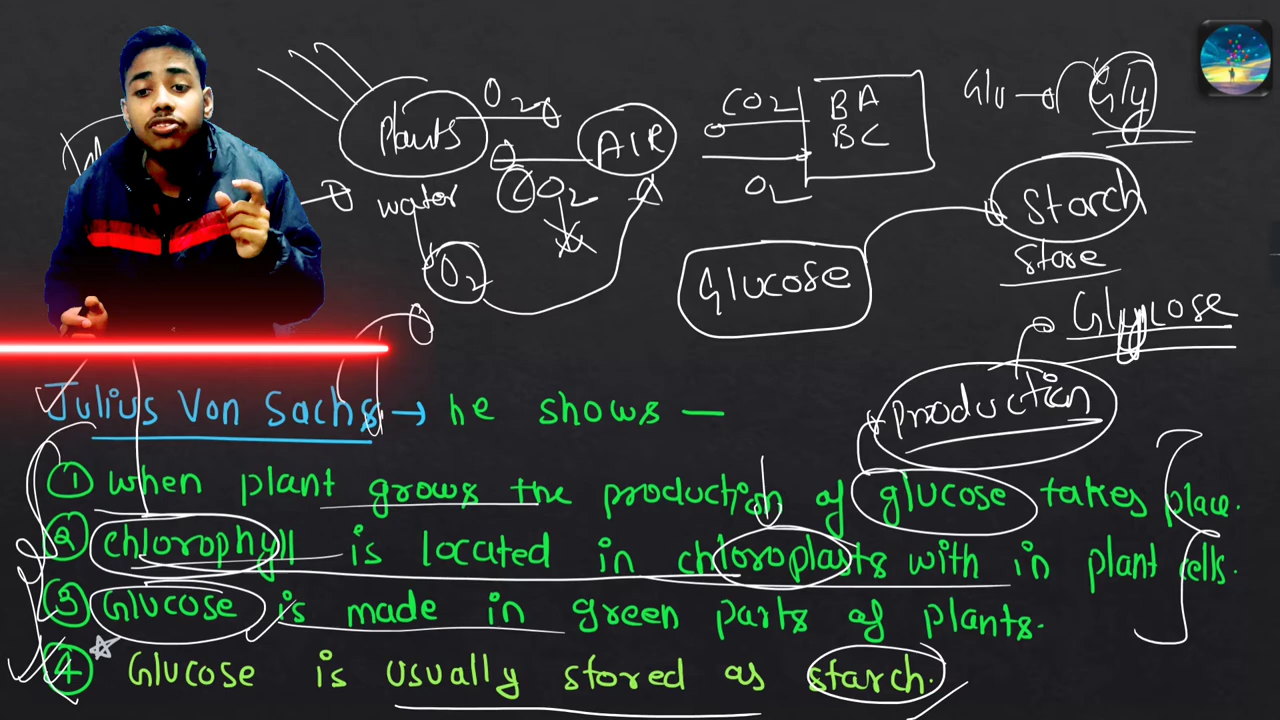 Plants
O2
AIR
CO2
BA
BC
Glu → Gly
water
CO2
O2
Starch
store
O2
Glucose
Glycose
production
Julius Von Sachs → he shows —
① when plant grows the production of glucose takes place.
② chlorophyll is located in chloroplasts with in plant cells.
③ Glucose is made in green parts of plants.
④ Glucose is usually stored as starch.